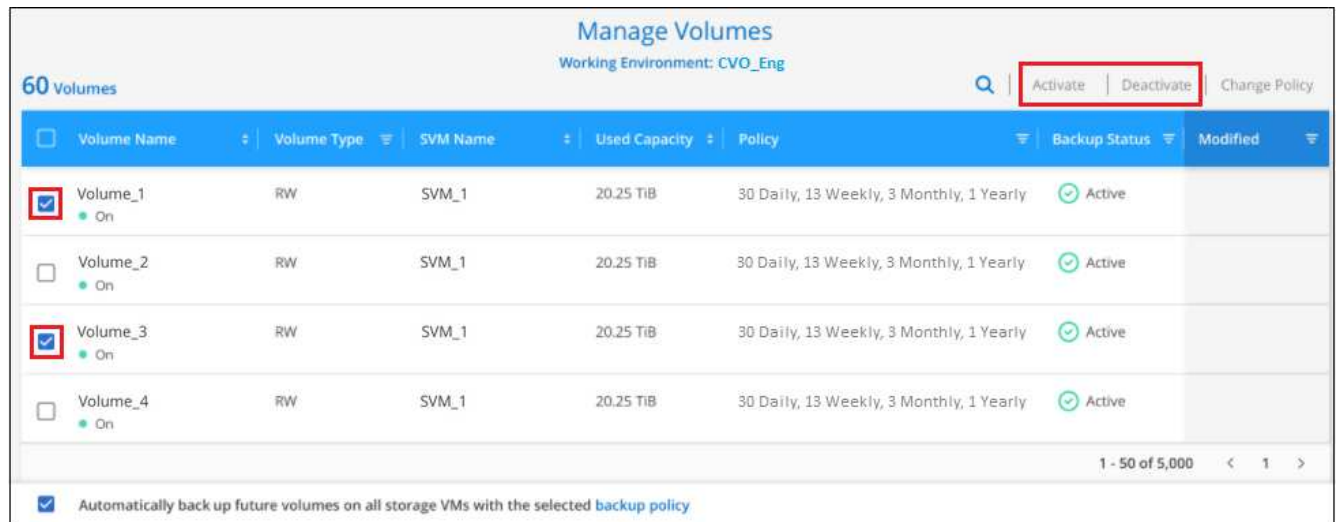 Manage Volumes
Working Environment: CVO_Eng
60 Volumes
Activate | Deactivate | Change Policy
Volume Name Volume Type SVM Name Used Capacity Policy Backup Status Modified
Volume_1 RW SVM_1 20.25 TiB 30 Daily, 13 Weekly, 3 Monthly, 1 Yearly Active
On
Volume_2 RW SVM_1 20.25 TiB 30 Daily, 13 Weekly, 3 Monthly, 1 Yearly Active
On
Volume_3 RW SVM_1 20.25 TiB 30 Daily, 13 Weekly, 3 Monthly, 1 Yearly Active
On
Volume_4 RW SVM_1 20.25 TiB 30 Daily, 13 Weekly, 3 Monthly, 1 Yearly Active
On
1 - 50 of 5,000 < 1 >
Automatically back up future volumes on all storage VMs with the selected backup policy